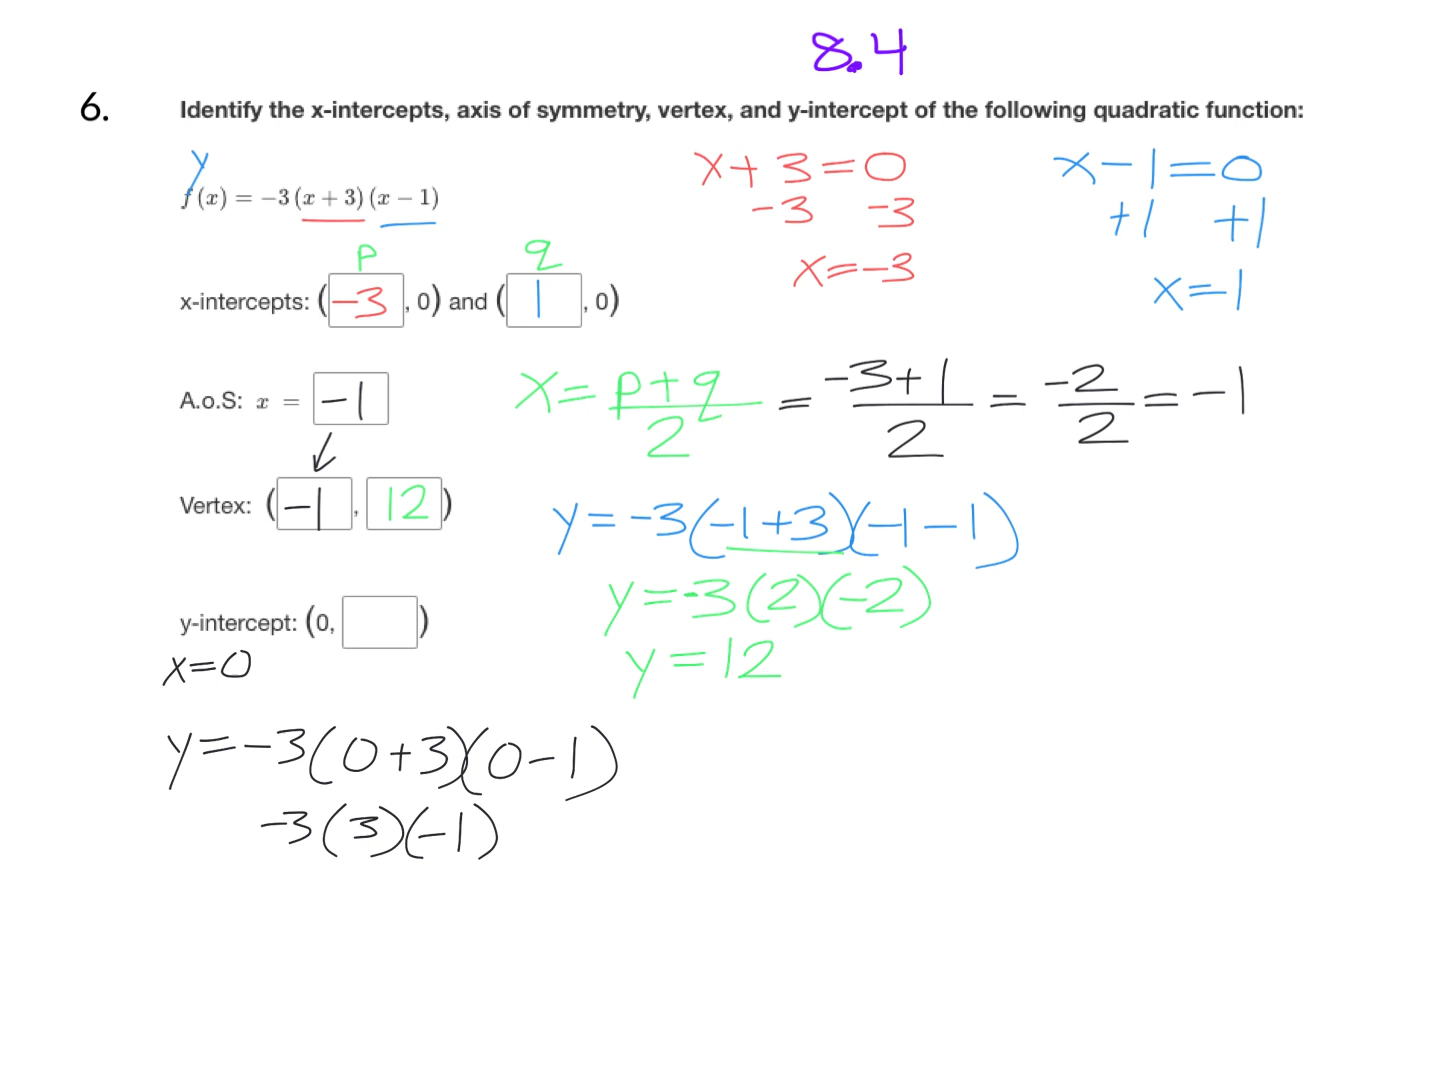 8.4
6. Identify the x-intercepts, axis of symmetry, vertex, and y-intercept of the following quadratic function:
y
f(x) = −3(x + 3)(x − 1)
x+3=0
-3 -3
x=-3
x-1=0
+1 +1
x=1
p q
x-intercepts: (-3, 0) and (1, 0)
A.o.S: x = -1
x=p+q/2 = -3+1/2 = -2/2 = -1
Vertex: (-1, 12)
y=-3(-1+3)(-1-1)
y=-3(2)(-2)
y=12
y-intercept: (0, )
x=0
y=-3(0+3)(0-1)
-3(3)(-1)